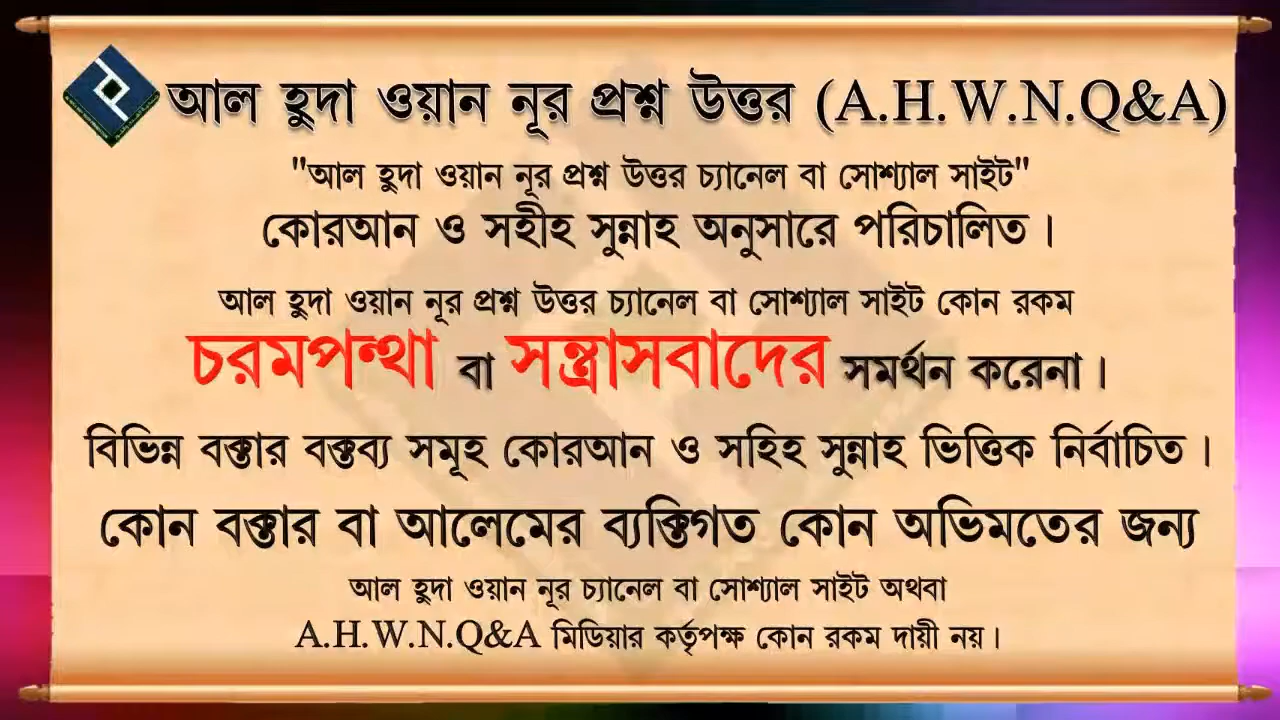 আল হুদা ওয়ান নূর প্রশ্ন উত্তর (A.H.W.N.Q&A)
"আল হুদা ওয়ান নূর প্রশ্ন উত্তর চ্যানেল বা সোশ্যাল সাইট"
কোরআন ও সহীহ সুন্নাহ অনুসারে পরিচালিত।
আল হুদা ওয়ান নূর প্রশ্ন উত্তর চ্যানেল বা সোশ্যাল সাইট কোন রকম
চরমপন্থা বা সন্ত্রাসবাদের সমর্থন করেনা।
বিভিন্ন বক্তার বক্তব্য সমূহ কোরআন ও সহিহ সুন্নাহ ভিত্তিক নির্বাচিত।
কোন বক্তার বা আলেমের ব্যক্তিগত কোন অভিমতের জন্য
আল হুদা ওয়ান নূর চ্যানেল বা সোশ্যাল সাইট অথবা
A.H.W.N.Q&A মিডিয়ার কর্তৃপক্ষ কোন রকম দায়ী নয়।